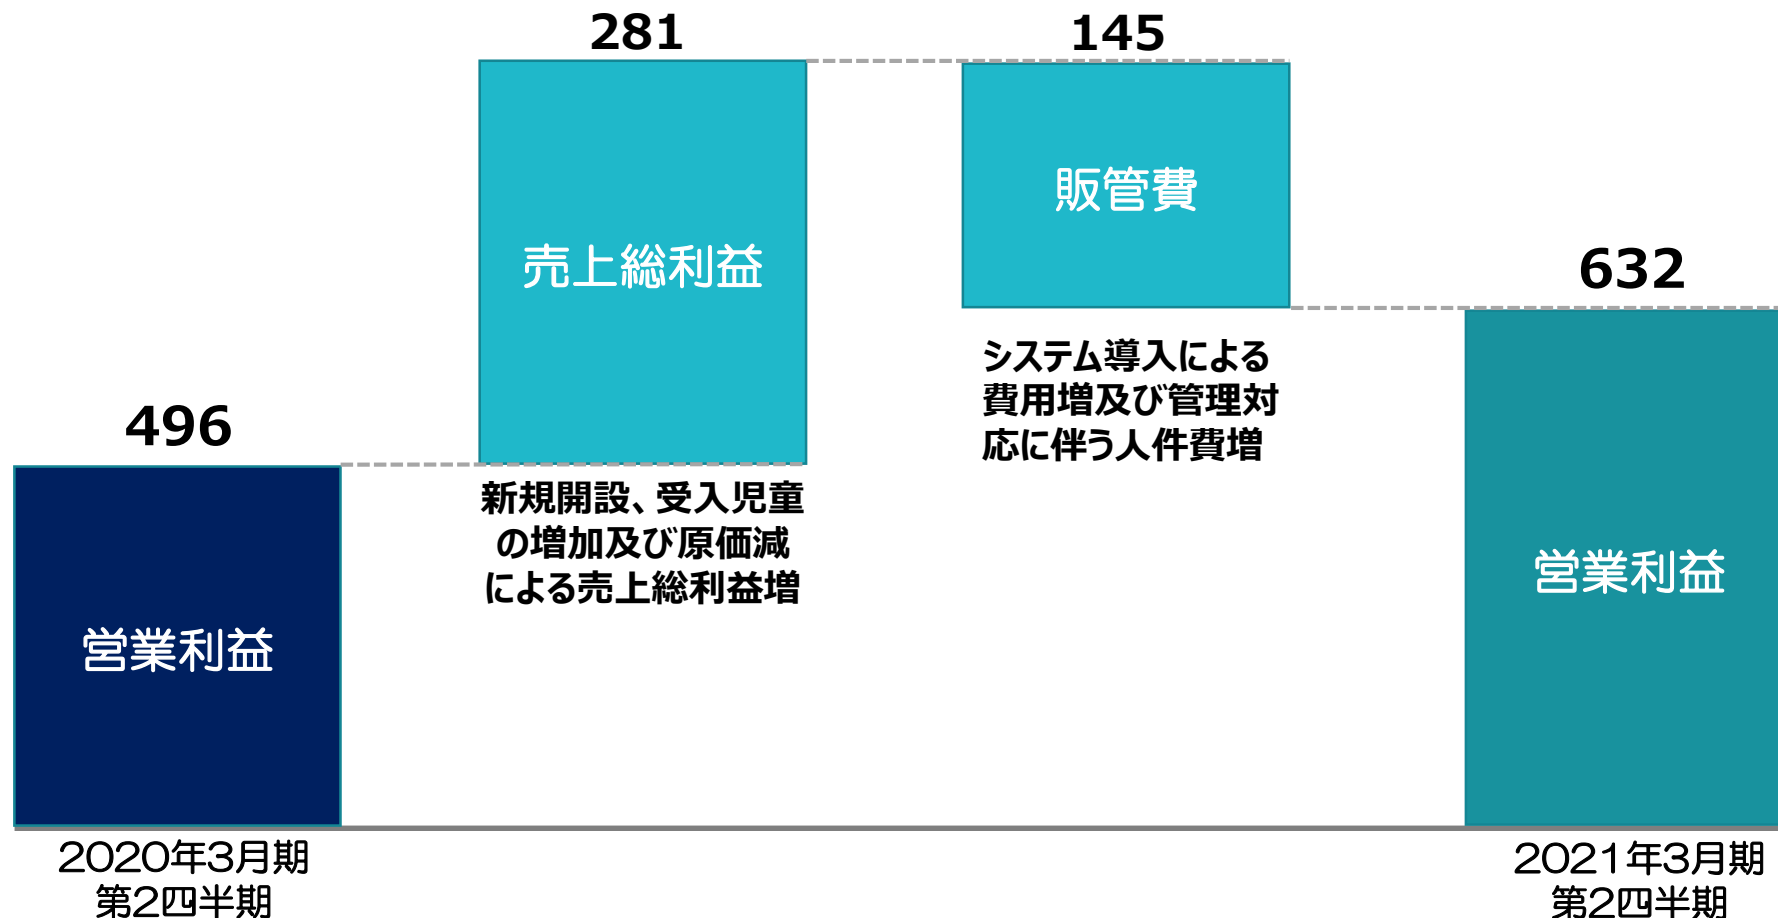 281
売上総利益
新規開設、受入児童
の増加及び原価減
による売上総利益増
145
販管費
システム導入による
費用増及び管理対
応に伴う人件費増
496
営業利益
2020年3月期
第2四半期
632
営業利益
2021年3月期
第2四半期